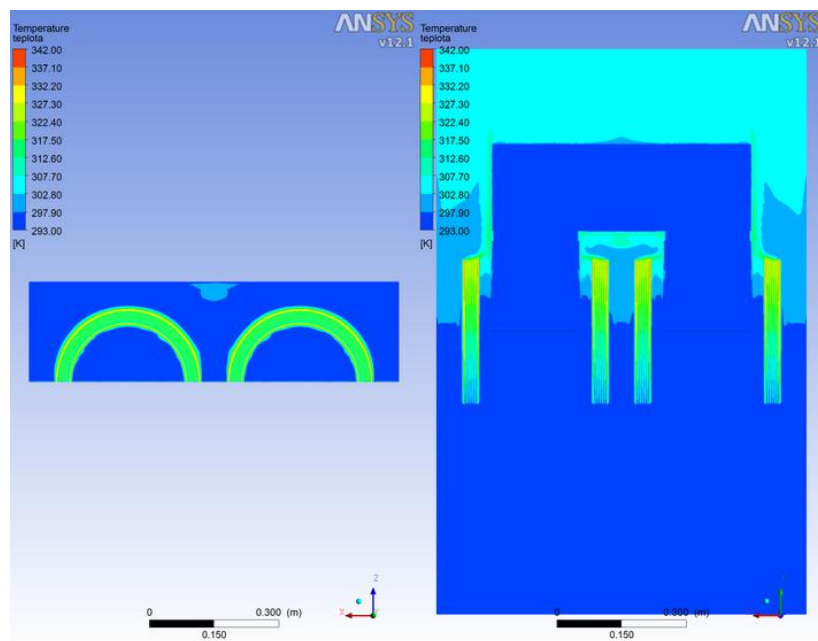 ANSYS
v12.1
Temperature
teplota
342.00
337.10
332.20
327.30
322.40
317.50
312.60
307.70
302.80
297.90
293.00
[K]
0
0.300 (m)
0.150
X
Z
ANSYS
v12.1
Temperature
teplota
342.00
337.10
332.20
327.30
322.40
317.50
312.60
307.70
302.80
297.90
293.00
[K]
0
0.300 (m)
0.150
Z